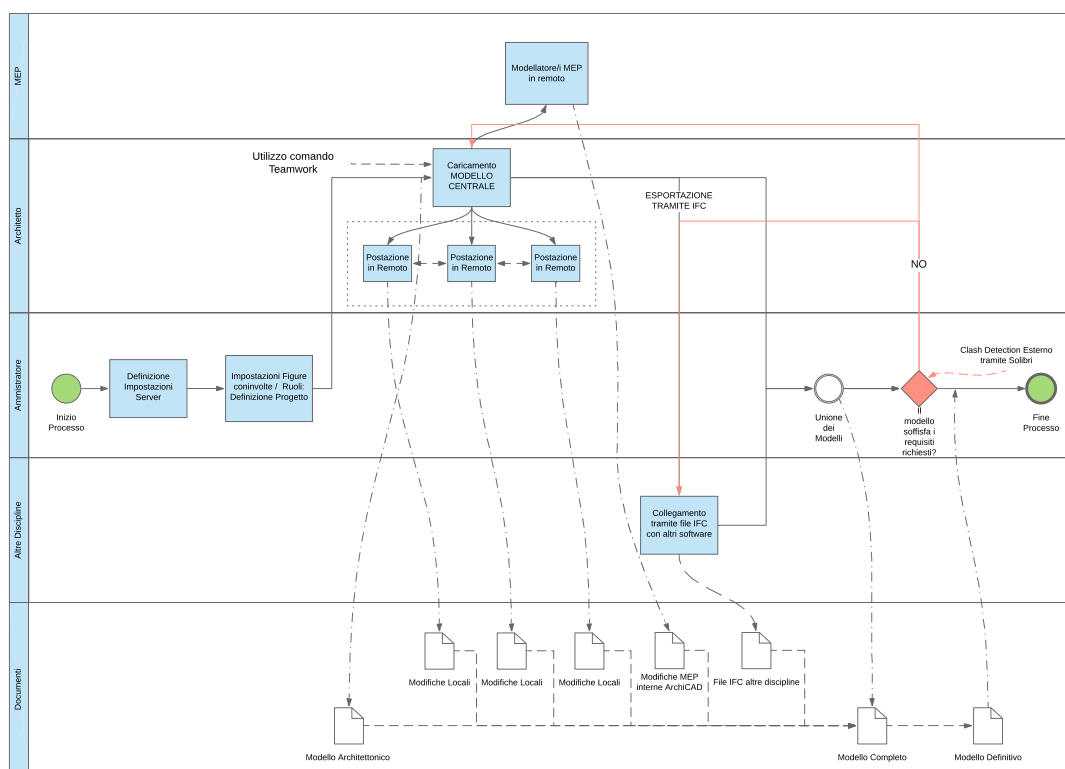 MEP
Modellatore/i MEP
in remoto
Architetto
Utilizzo comando
Teamwork
Caricamento
MODELLO
CENTRALE
ESPORTAZIONE
TRAMITE IFC
Postazione
in Remoto
Postazione
in Remoto
Postazione
in Remoto
NO
Amministratore
Inizio
Processo
Definizione
Impostazioni
Server
Impostazioni Figure
coninvolte / Ruoli:
Definizione Progetto
Unione
dei
Modelli
Clash Detection Esterno
tramite Solibri
Il
modello
soffisfa i
requisiti
richiesti?
Fine
Processo
Altre Discipline
Collegamento
tramite file IFC
con altri software
Documenti
Modifiche Locali
Modifiche Locali
Modifiche Locali
Modifiche MEP
interne ArchiCAD
File IFC altre discipline
Modello Architettonico
Modello Completo
Modello Definitivo